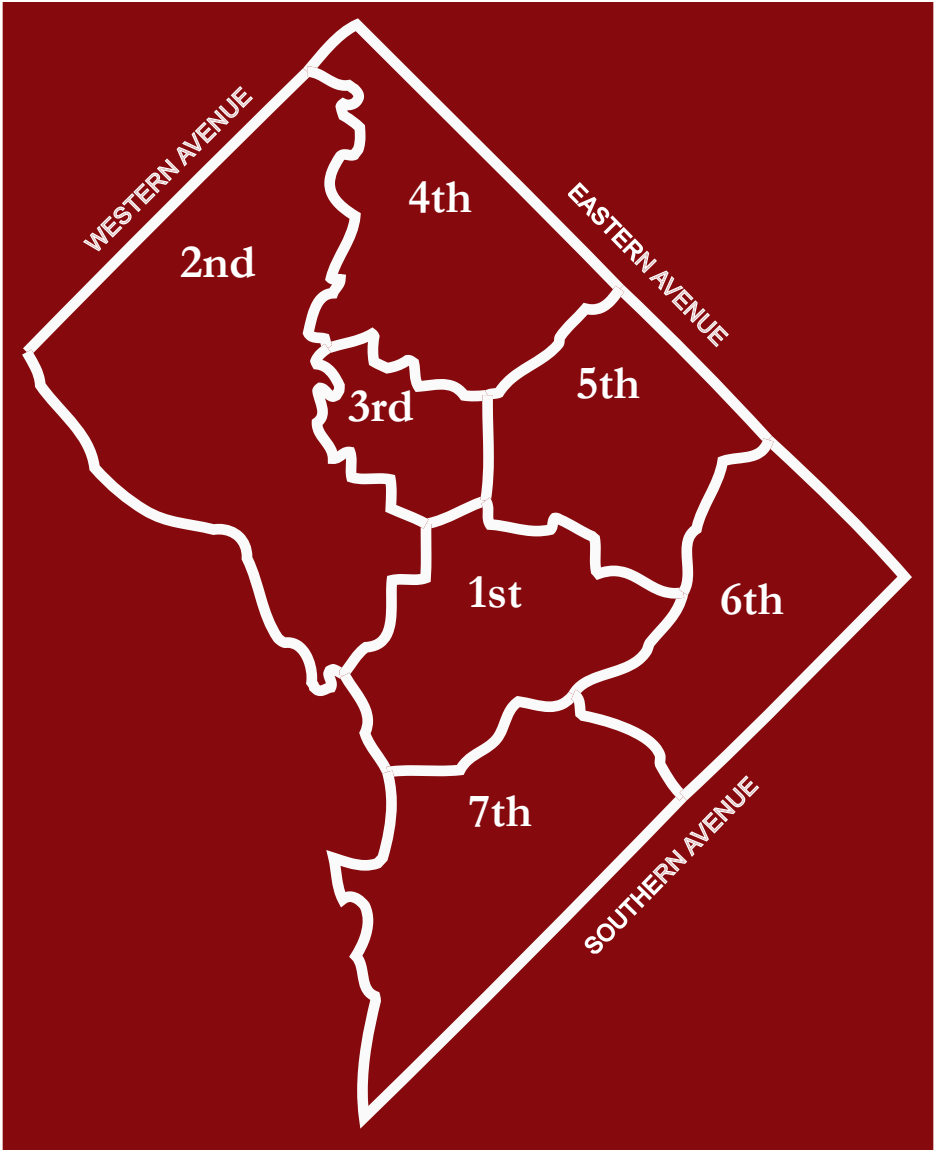 WESTERN AVENUE
4th
EASTERN AVENUE
2nd
5th
3rd
1st
6th
7th
SOUTHERN AVENUE